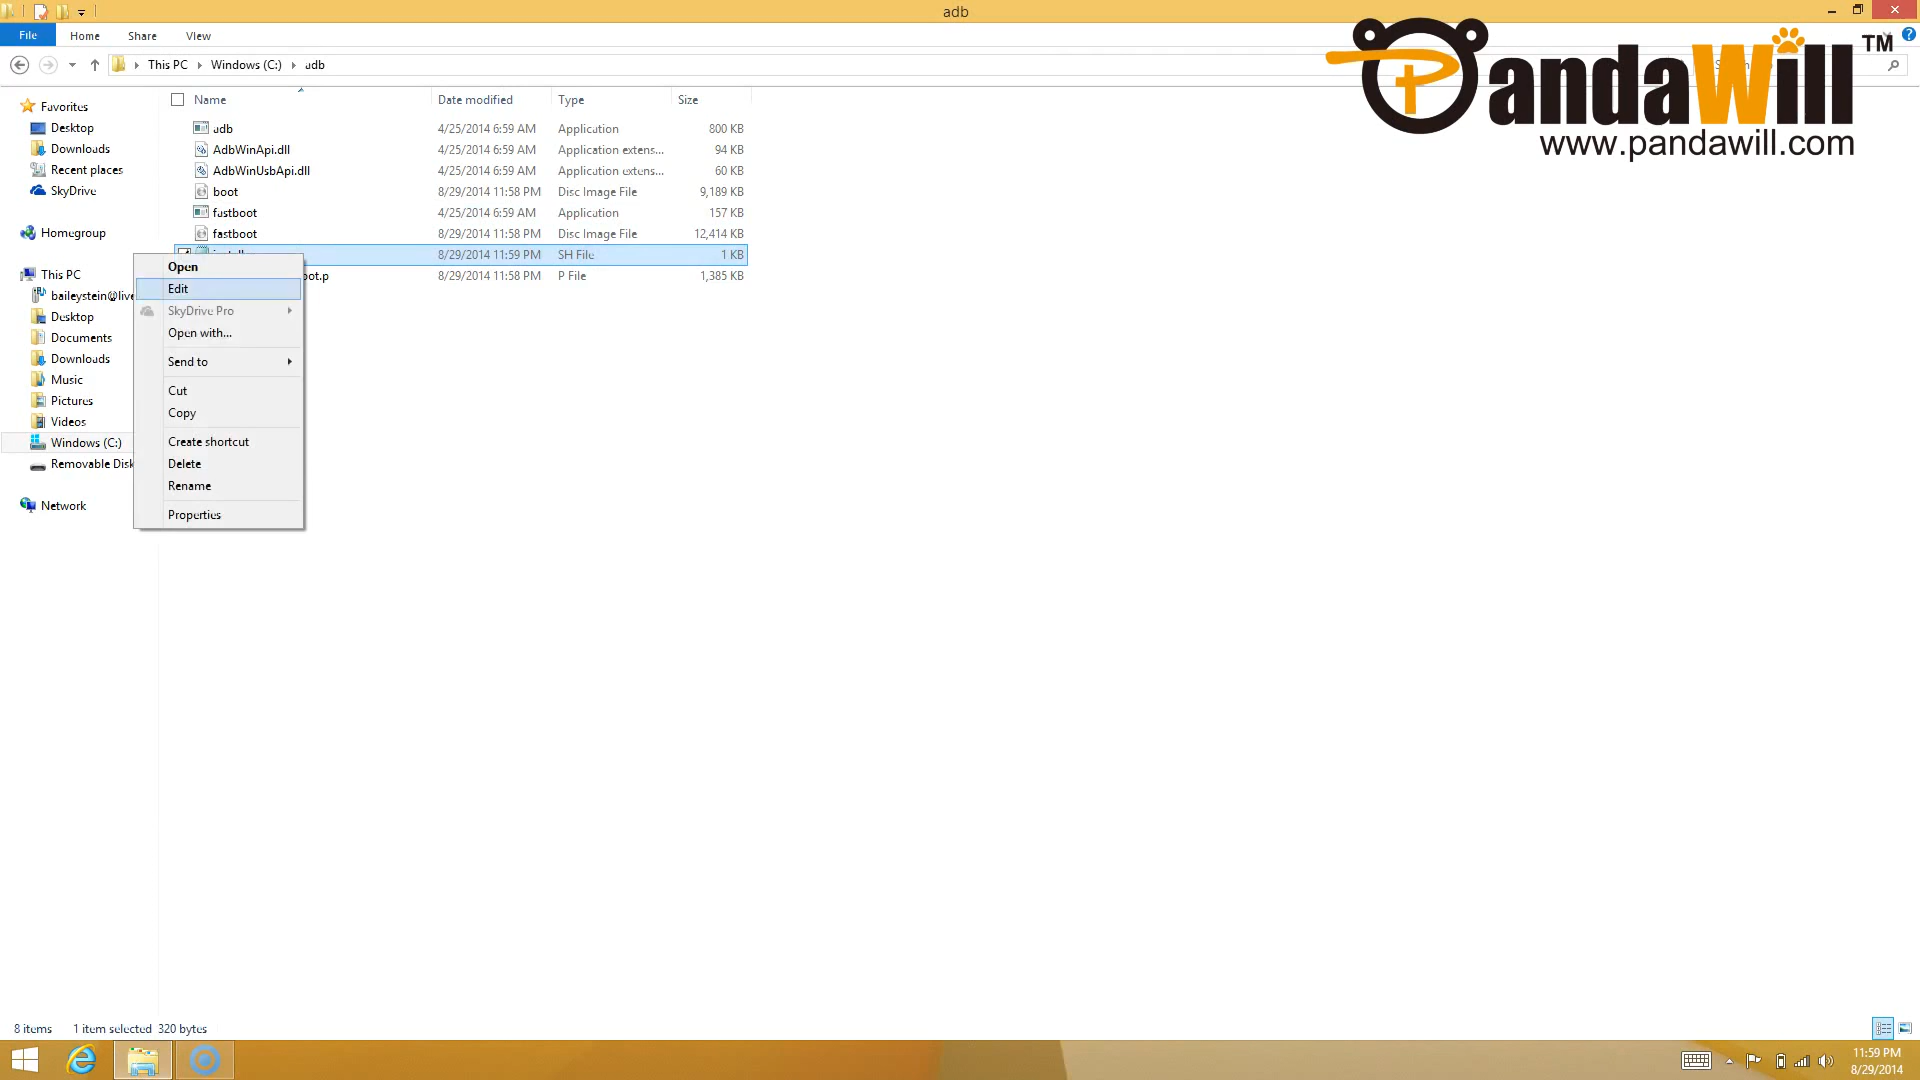 adb
File Home Share View
This PC Windows (C:) adb
PandaWill TM
www.pandawill.com
Name Date modified Type Size
adb 4/25/2014 6:59 AM Application 800 KB
AdbWinApi.dll 4/25/2014 6:59 AM Application extens... 94 KB
AdbWinUsbApi.dll 4/25/2014 6:59 AM Application extens... 60 KB
boot 8/29/2014 11:58 PM Disc Image File 9,189 KB
fastboot 4/25/2014 6:59 AM Application 157 KB
fastboot 8/29/2014 11:58 PM Disc Image File 12,414 KB
8/29/2014 11:59 PM SH File 1 KB
oot.p 8/29/2014 11:58 PM P File 1,385 KB
Favorites
Desktop
Downloads
Recent places
SkyDrive
Homegroup
This PC
baileystein@live
Desktop
Documents
Downloads
Music
Pictures
Videos
Windows (C:)
Removable Disk
Network
Open
Edit
SkyDrive Pro
Open with...
Send to
Cut
Copy
Create shortcut
Delete
Rename
Properties
8 items 1 item selected 320 bytes
11:59 PM
8/29/2014